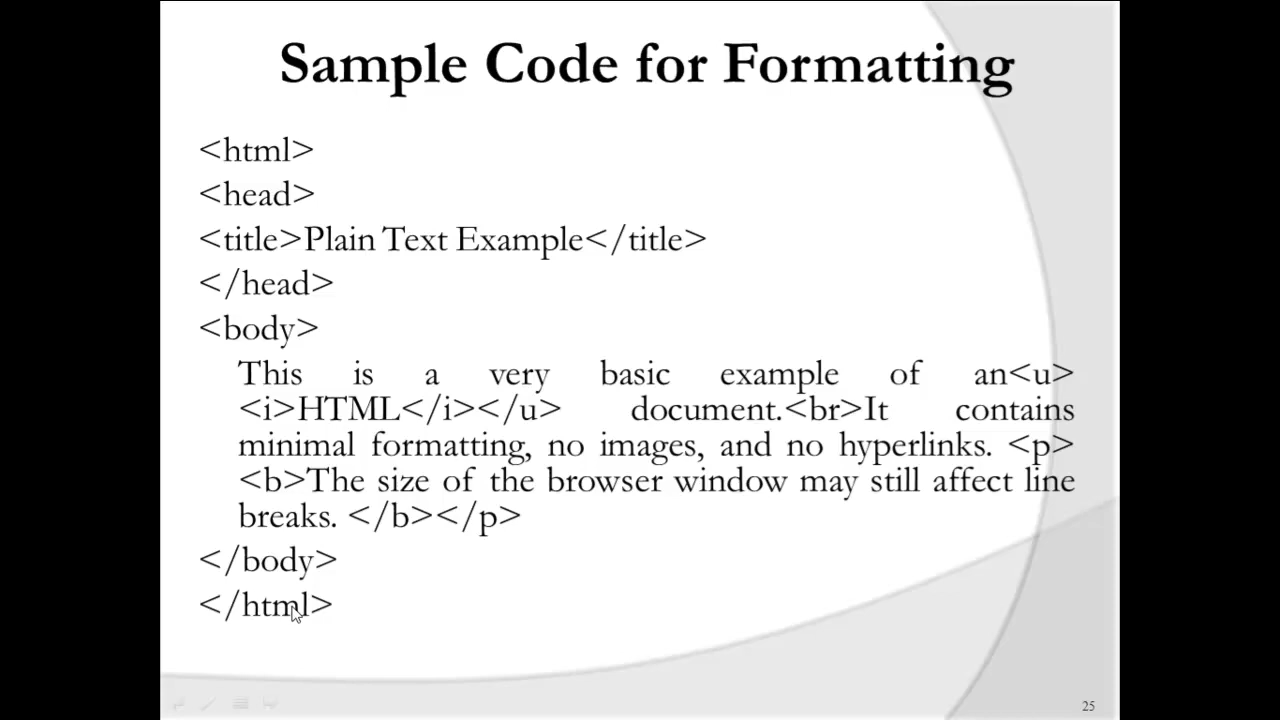 Sample Code for Formatting
<html>
<head>
<title>Plain Text Example</title>
</head>
<body>
This is a very basic example of an<u>
<i>HTML</i></u> document.<br>It contains
minimal formatting, no images, and no hyperlinks. <p>
<b>The size of the browser window may still affect line
breaks. </b></p>
</body>
</html>
25